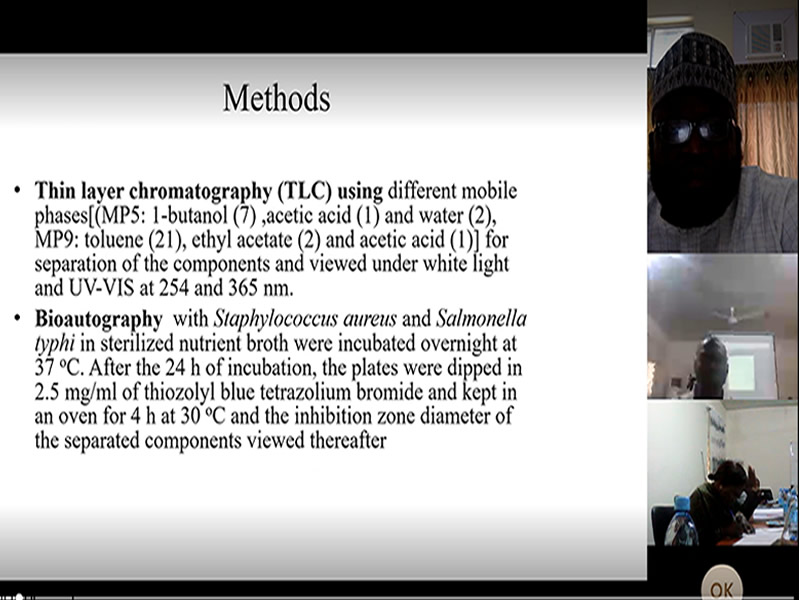 Methods
• Thin layer chromatography (TLC) using different mobile
phases[(MP5: 1-butanol (7) ,acetic acid (1) and water (2),
MP9: toluene (21), ethyl acetate (2) and acetic acid (1)] for
separation of the components and viewed under white light
and UV-VIS at 254 and 365 nm.
• Bioautography with Staphylococcus aureus and Salmonella
typhi in sterilized nutrient broth were incubated overnight at
37 ºC. After the 24 h of incubation, the plates were dipped in
2.5 mg/ml of thiozolyl blue tetrazolium bromide and kept in
an oven for 4 h at 30 ºC and the inhibition zone diameter of
the separated components viewed thereafter
OK